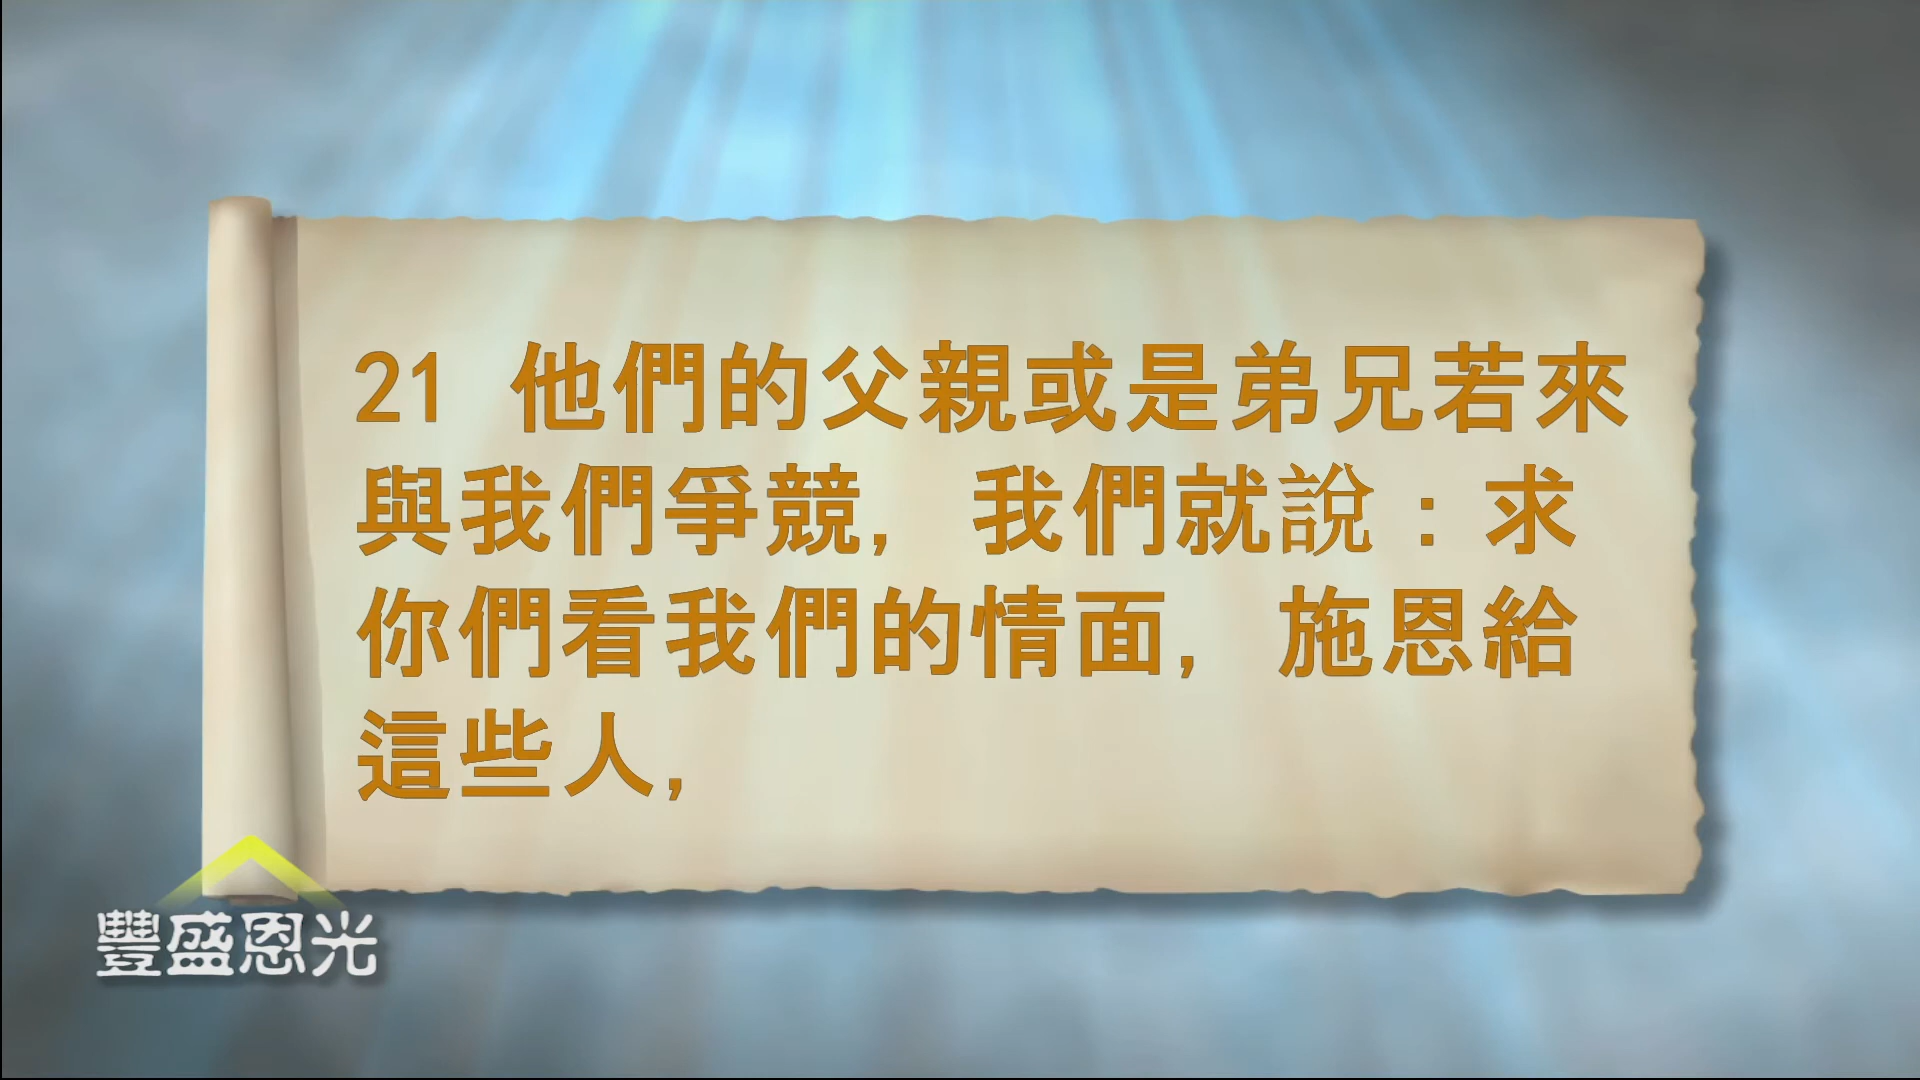 21 他們的父親或是弟兄若來
與我們爭競, 我們就說：求
你們看我們的情面, 施恩給
這些人,
豐盛恩光